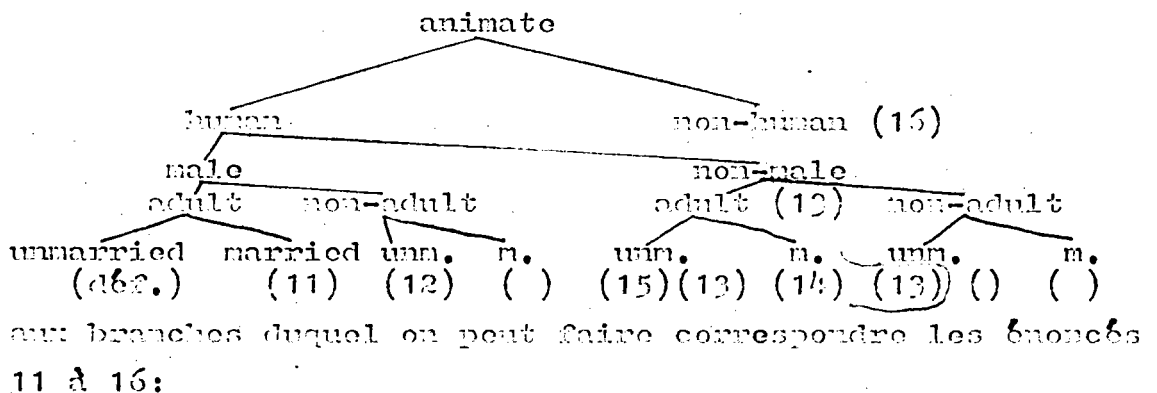 animate
human non-human (16)
male non-male
adult non-adult adult (13) non-adult
unmarried married unm. m. unm. m. unm. m.
(déf.) (11) (12) ( ) (15)(13) (14) (13) () ( )
aux branches duquel on peut faire correspondre les énoncés
11 à 16: